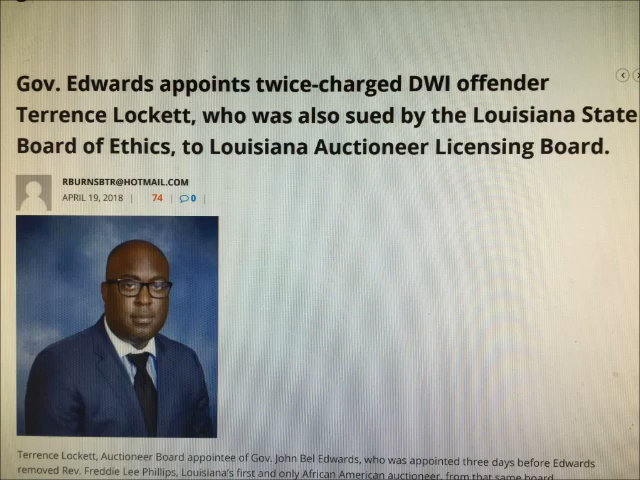 Gov. Edwards appoints twice-charged DWI offender
Terrence Lockett, who was also sued by the Louisiana State
Board of Ethics, to Louisiana Auctioneer Licensing Board.
RBURNSBTR@HOTMAIL.COM
APRIL 19, 2018 | 74 | 0 |
Terrence Lockett, Auctioneer Board appointee of Gov. John Bel Edwards, who was appointed three days before Edwards
removed Rev. Freddie Lee Phillips, Louisiana's first and only African American auctioneer, from that same board